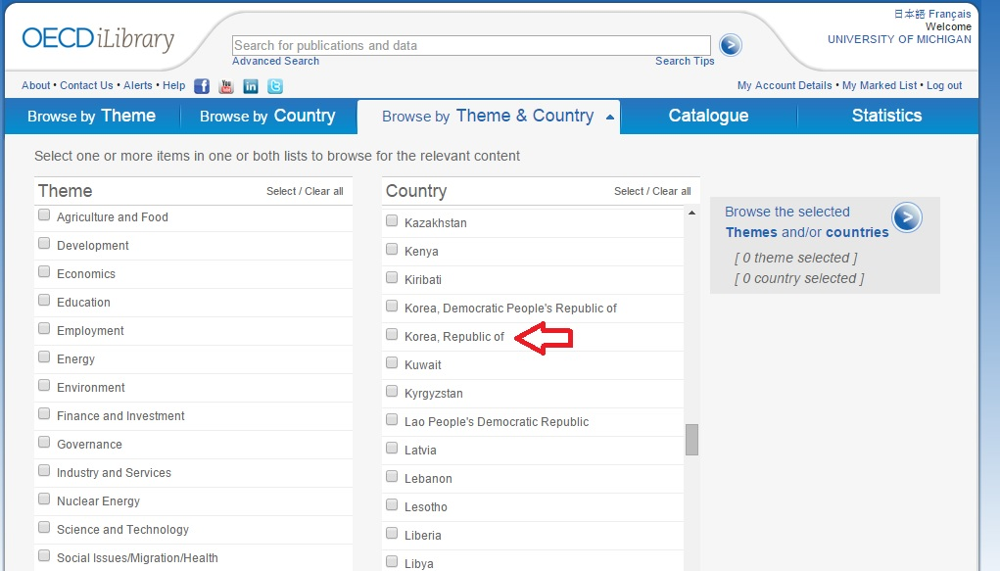 日本語 Français
OECD iLibrary
Welcome
UNIVERSITY OF MICHIGAN
Search for publications and data
Advanced Search
Search Tips
About • Contact Us • Alerts • Help
My Account Details • My Marked List • Log out
Browse by Theme
Browse by Country
Browse by Theme & Country
Catalogue
Statistics
Select one or more items in one or both lists to browse for the relevant content
Theme
Select / Clear all
Agriculture and Food
Development
Economics
Education
Employment
Energy
Environment
Finance and Investment
Governance
Industry and Services
Nuclear Energy
Science and Technology
Social Issues/Migration/Health
Country
Select / Clear all
Kazakhstan
Kenya
Kiribati
Korea, Democratic People's Republic of
Korea, Republic of
Kuwait
Kyrgyzstan
Lao People's Democratic Republic
Latvia
Lebanon
Lesotho
Liberia
Libya
Browse the selected
Themes and/or countries
[ 0 theme selected ]
[ 0 country selected ]